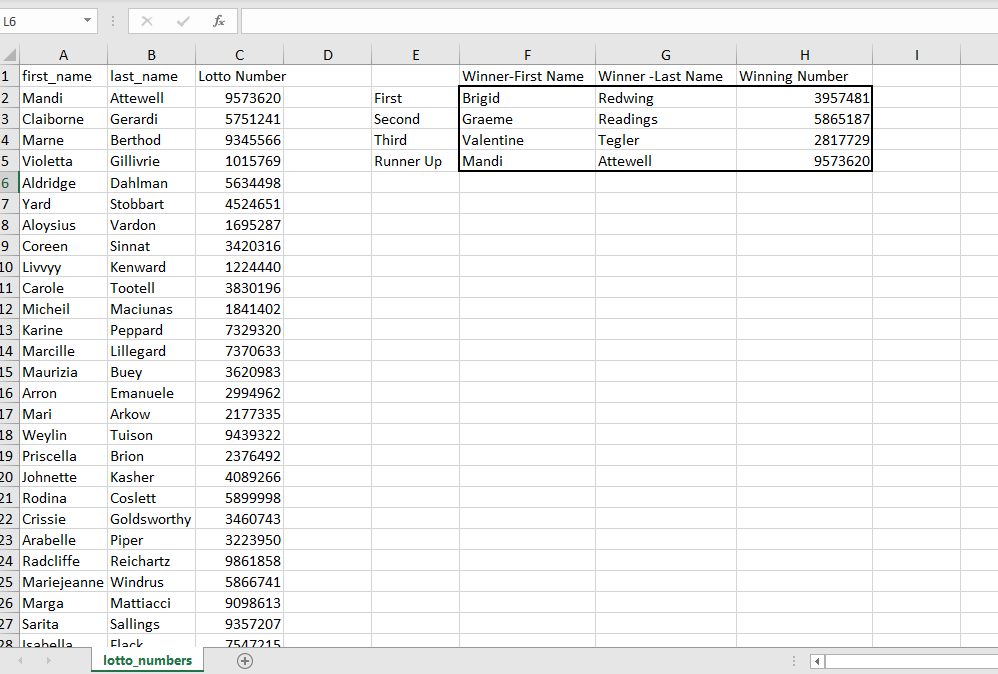 L6 fx
A B C D E F G H I
1 first_name last_name Lotto Number Winner-First Name Winner -Last Name Winning Number
2 Mandi Attewell 9573620 First Brigid Redwing 3957481
3 Claiborne Gerardi 5751241 Second Graeme Readings 5865187
4 Marne Berthod 9345566 Third Valentine Tegler 2817729
5 Violetta Gillivrie 1015769 Runner Up Mandi Attewell 9573620
6 Aldridge Dahlman 5634498
7 Yard Stobbart 4524651
8 Aloysius Vardon 1695287
9 Coreen Sinnat 3420316
10 Livvyy Kenward 1224440
11 Carole Tootell 3830196
12 Micheil Maciunas 1841402
13 Karine Peppard 7329320
14 Marcille Lillegard 7370633
15 Maurizia Buey 3620983
16 Arron Emanuele 2994962
17 Mari Arkow 2177335
18 Weylin Tuison 9439322
19 Priscella Brion 2376492
20 Johnette Kasher 4089266
21 Rodina Coslett 5899998
22 Crissie Goldsworthy 3460743
23 Arabelle Piper 3223950
24 Radcliffe Reichartz 9861858
25 Mariejeanne Windrus 5866741
26 Marga Mattiacci 9098613
27 Sarita Sallings 9357207
28 Isabella Flack 7547215
lotto_numbers